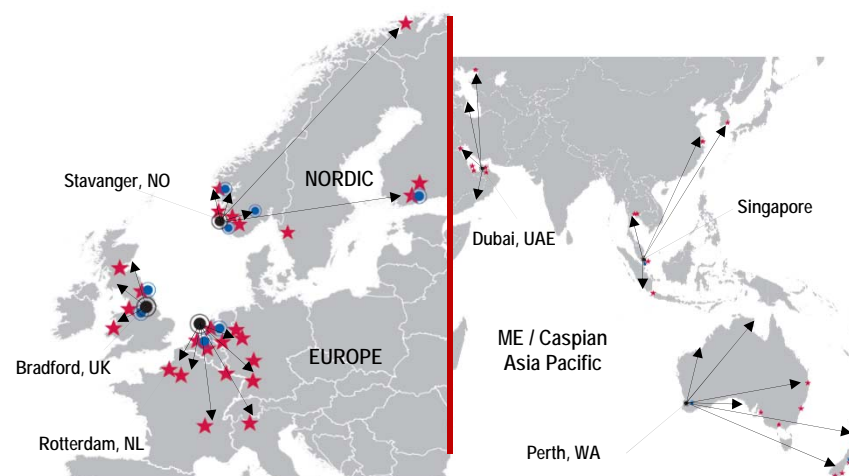 Stavanger, NO
NORDIC
Bradford, UK
EUROPE
Rotterdam, NL
Dubai, UAE
Singapore
ME / Caspian
Asia Pacific
Perth, WA